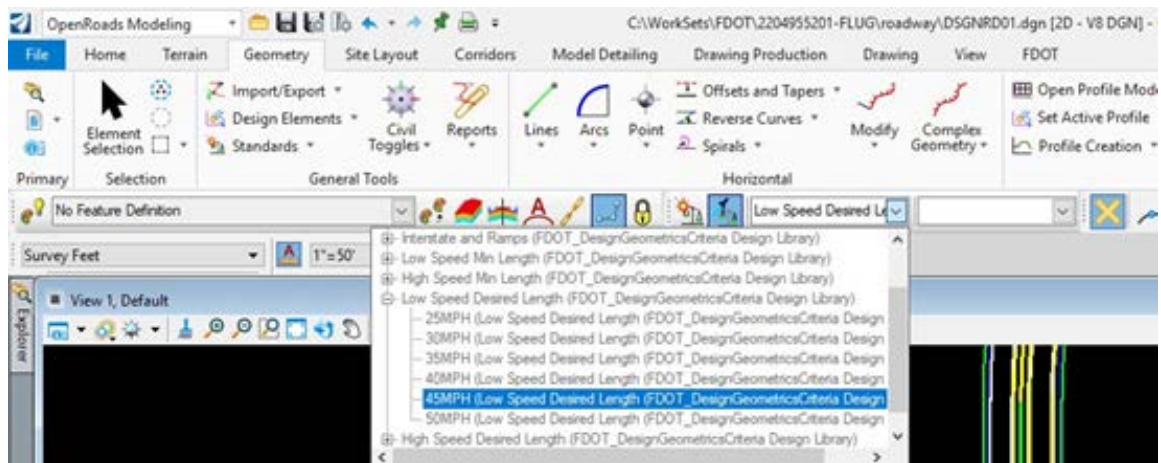 OpenRoads Modeling
C:\WorkSets\FDOT\2204955201-FLUG\roadway\DSGNRD01.dgn [2D - V8 DGN] -
File Home Terrain Geometry Site Layout Corridors Model Detailing Drawing Production Drawing View FDOT
Import/Export
Design Elements
Standards
Element
Selection
Civil
Toggles
Reports
Lines
Arcs
Point
Offsets and Tapers
Reverse Curves
Spirals
Modify
Complex
Geometry
Open Profile Mode
Set Active Profile
Profile Creation
Primary Selection General Tools Horizontal
No Feature Definition
Low Speed Desired Le
Survey Feet
1"=50'
Interstate and Ramps (FDOT_DesignGeometricsCriteria Design Library)
Low Speed Min Length (FDOT_DesignGeometricsCriteria Design Library)
High Speed Min Length (FDOT_DesignGeometricsCriteria Design Library)
Low Speed Desired Length (FDOT_DesignGeometricsCriteria Design Library)
25MPH (Low Speed Desired Length (FDOT_DesignGeometricsCriteria Design
30MPH (Low Speed Desired Length (FDOT_DesignGeometricsCriteria Design
35MPH (Low Speed Desired Length (FDOT_DesignGeometricsCriteria Design
40MPH (Low Speed Desired Length (FDOT_DesignGeometricsCriteria Design
45MPH (Low Speed Desired Length (FDOT_DesignGeometricsCriteria Design
50MPH (Low Speed Desired Length (FDOT_DesignGeometricsCriteria Design
High Speed Desired Length (FDOT_DesignGeometricsCriteria Design Library)
Explorer
View 1, Default